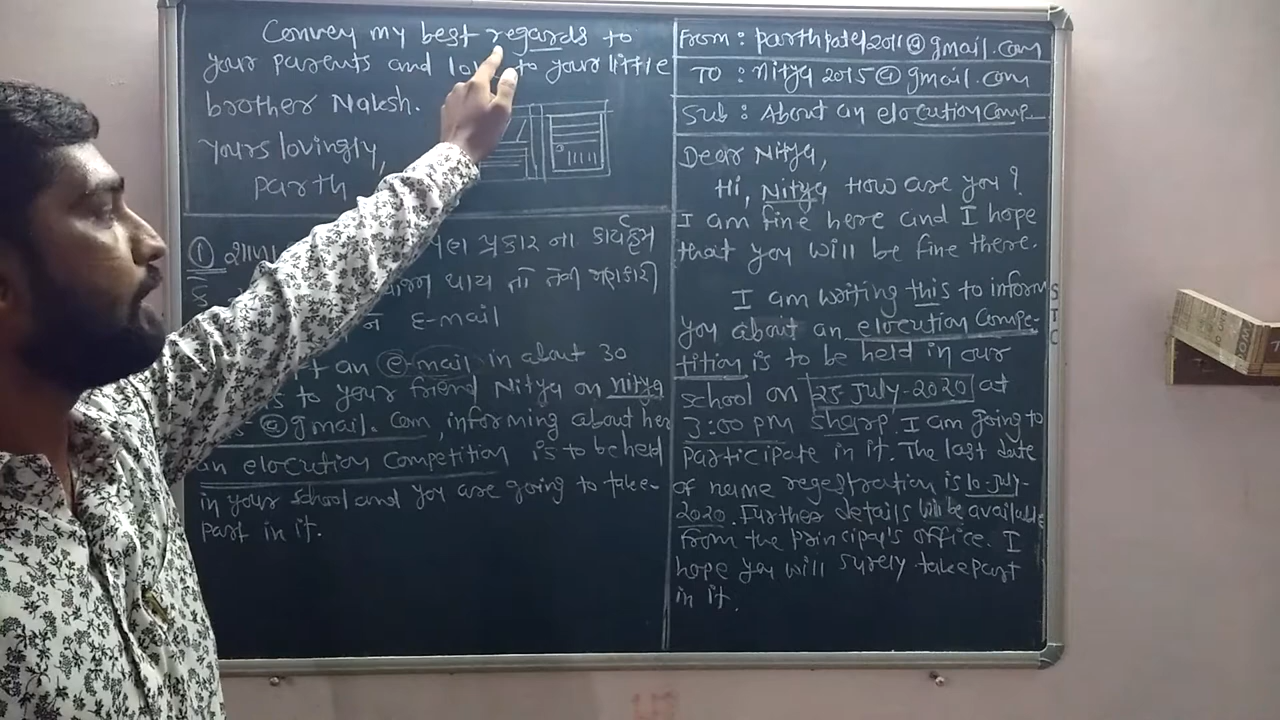 Convey my best regards to
your parents and to your little
brother Naksh.
Yours lovingly,
Parth
①
પ્રકાર ના
થાય તો
E-mail
an e-mail in about 30
to your friend Nitya on nitya
@gmail.com, informing about her
an elocution competition is to be held
in your school and you are going to take-
part in it.
From : parthpatel2011@gmail.com
To : nitya2015@gmail.com
Sub : About an elocution Comp-
Dear Nitya,
Hi, Nitya How are you ?
I am fine here and I hope
that you will be fine there.
I am writing this to inform
you about an elocution Compe-
tition is to be held in our
school on 25-July-2020 at
3:00 pm sharp. I am going to
participate in it. The last date
of name regestration is 10-July-
2020. Further details will be available
from the principal's office. I
hope you will surely take part
in it.
STC